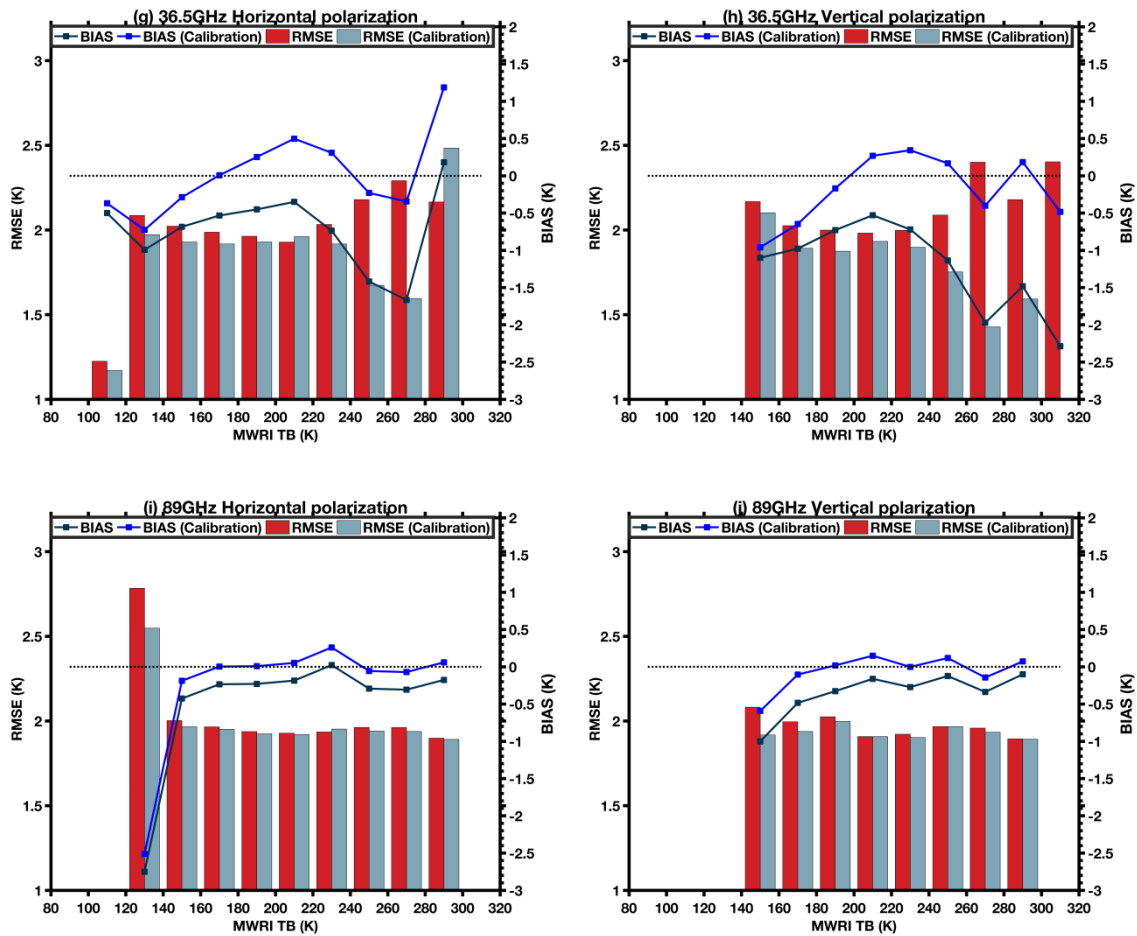 (g) 36.5GHz Horizontal polarization
BIAS BIAS (Calibration) RMSE RMSE (Calibration)
3
2.5
2
1.5
1
RMSE (K)
2
1.5
1
0.5
0
-0.5
-1
-1.5
-2
-2.5
-3
BIAS (K)
80 100 120 140 160 180 200 220 240 260 280 300 320
MWRI TB (K)
(h) 36.5GHz Vertical polarization
BIAS BIAS (Calibration) RMSE RMSE (Calibration)
3
2.5
2
1.5
1
RMSE (K)
2
1.5
1
0.5
0
-0.5
-1
-1.5
-2
-2.5
-3
BIAS (K)
80 100 120 140 160 180 200 220 240 260 280 300 320
MWRI TB (K)
(i) 89GHz Horizontal polarization
BIAS BIAS (Calibration) RMSE RMSE (Calibration)
3
2.5
2
1.5
1
RMSE (K)
2
1.5
1
0.5
0
-0.5
-1
-1.5
-2
-2.5
-3
BIAS (K)
80 100 120 140 160 180 200 220 240 260 280 300 320
MWRI TB (K)
(j) 89GHz Vertical polarization
BIAS BIAS (Calibration) RMSE RMSE (Calibration)
3
2.5
2
1.5
1
RMSE (K)
2
1.5
1
0.5
0
-0.5
-1
-1.5
-2
-2.5
-3
BIAS (K)
80 100 120 140 160 180 200 220 240 260 280 300 320
MWRI TB (K)